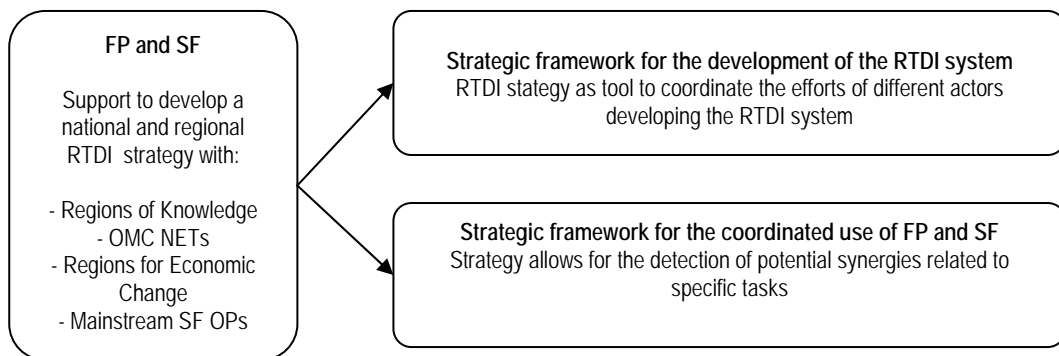 FP and SF
Support to develop a
national and regional
RTDI strategy with:
- Regions of Knowledge
- OMC NETs
- Regions for Economic
Change
- Mainstream SF OPs
Strategic framework for the development of the RTDI system
RTDI stategy as tool to coordinate the efforts of different actors
developing the RTDI system
Strategic framework for the coordinated use of FP and SF
Strategy allows for the detection of potential synergies related to
specific tasks